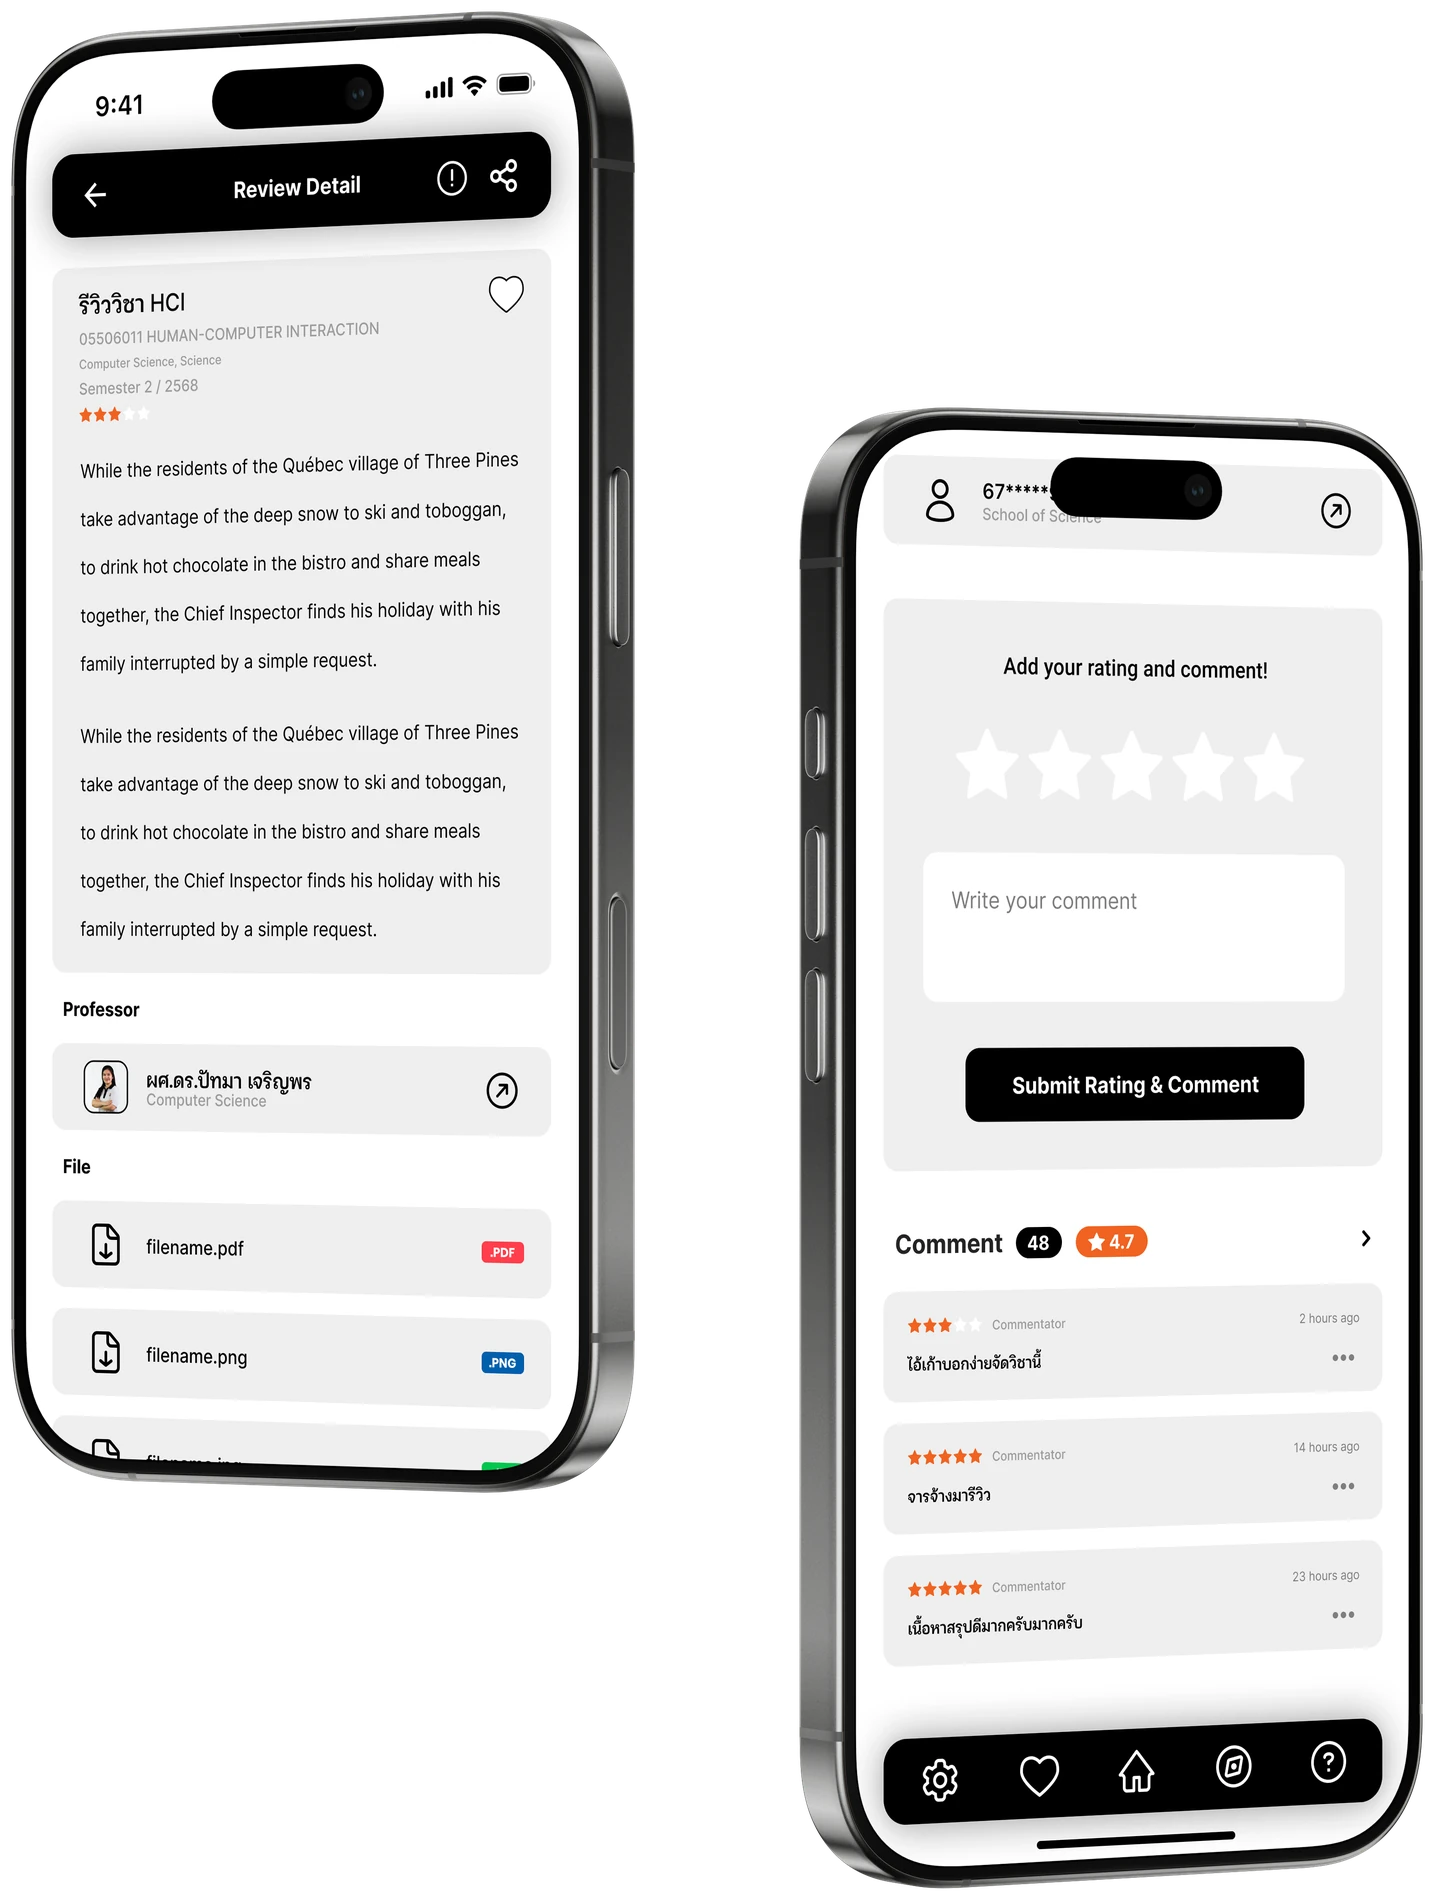 9:41
Review Detail
รีวิววิชา HCI
05506011 HUMAN-COMPUTER INTERACTION
Computer Science, Science
Semester 2 / 2568
While the residents of the Québec village of Three Pines
take advantage of the deep snow to ski and toboggan,
to drink hot chocolate in the bistro and share meals
together, the Chief Inspector finds his holiday with his
family interrupted by a simple request.
While the residents of the Québec village of Three Pines
take advantage of the deep snow to ski and toboggan,
to drink hot chocolate in the bistro and share meals
together, the Chief Inspector finds his holiday with his
family interrupted by a simple request.
Professor
ผศ.ดร.ปัทมา เจริญพร
Computer Science
File
filename.pdf
.PDF
filename.png
.PNG
67*****
School of Science
Add your rating and comment!
Write your comment
Submit Rating & Comment
Comment 48 4.7
Commentator
2 hours ago
ไอ้เก้าบอกง่ายจัดวิชานี้
Commentator
14 hours ago
จารจ้างมารีวิว
Commentator
23 hours ago
เนื้อหาสรุปดีมากครับมากครับ